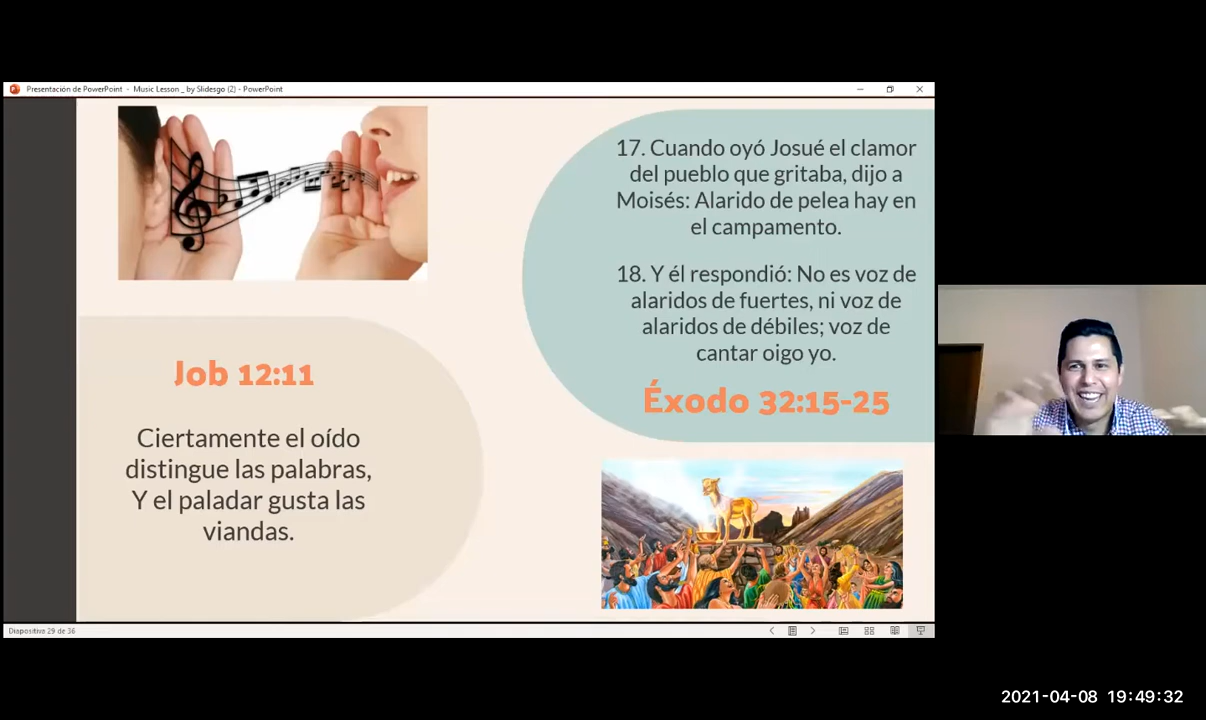 Presentación de PowerPoint - Music Lesson _ by Slidesgo (2) - PowerPoint
17. Cuando oyó Josué el clamor
del pueblo que gritaba, dijo a
Moisés: Alarido de pelea hay en
el campamento.
18. Y él respondió: No es voz de
alaridos de fuertes, ni voz de
alaridos de débiles; voz de
cantar oigo yo.
Éxodo 32:15-25
Job 12:11
Ciertamente el oído
distingue las palabras,
Y el paladar gusta las
viandas.
Diapositiva 29 de 36
2021-04-08 19:49:32